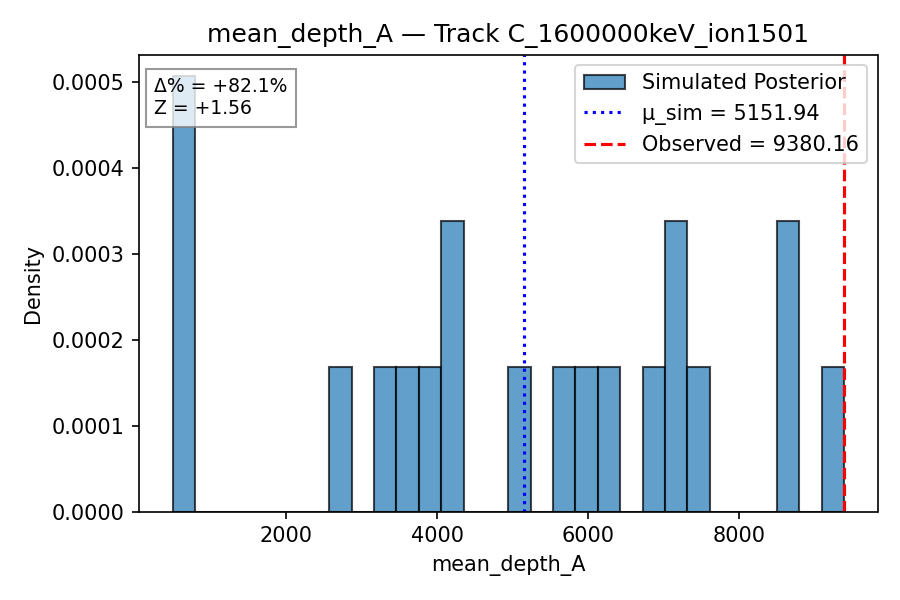 mean_depth_A — Track C_1600000keV_ion1501
Δ% = +82.1%
Z = +1.56
Simulated Posterior
μ_sim = 5151.94
Observed = 9380.16
Density
0.0005
0.0004
0.0003
0.0002
0.0001
0.0000
2000 4000 6000 8000
mean_depth_A